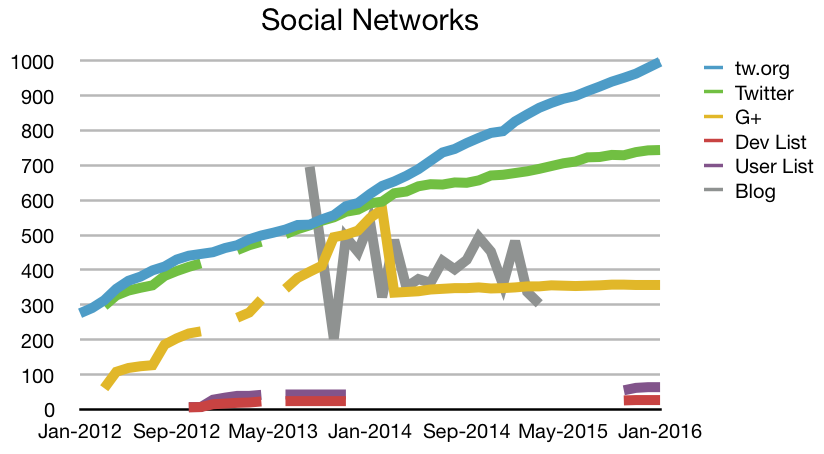 Social Networks
1000
900
800
700
600
500
400
300
200
100
0
Jan-2012 Sep-2012 May-2013 Jan-2014 Sep-2014 May-2015 Jan-2016
tw.org
Twitter
G+
Dev List
User List
Blog